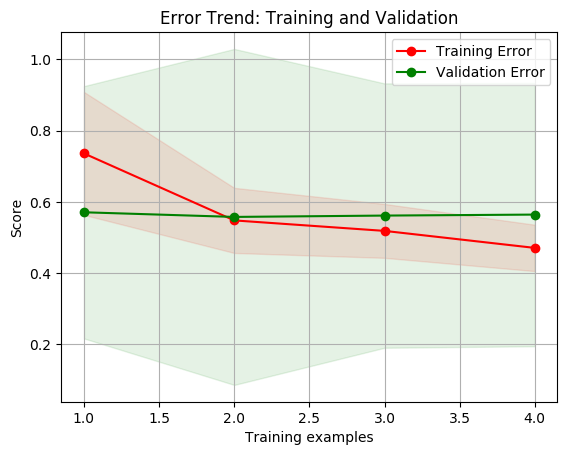 Error Trend: Training and Validation
Training Error
Validation Error
Score
1.0
0.8
0.6
0.4
0.2
1.0 1.5 2.0 2.5 3.0 3.5 4.0
Training examples